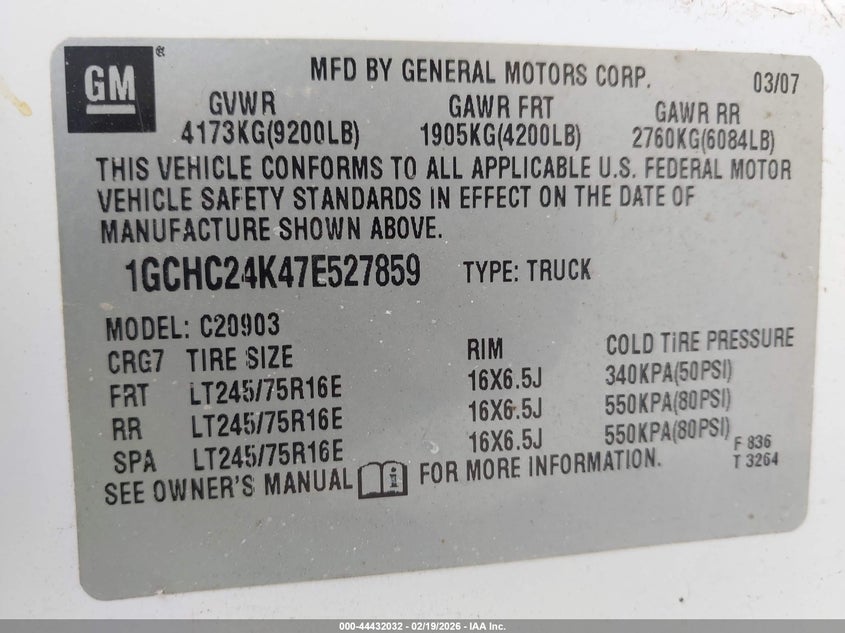 GM®
MFD BY GENERAL MOTORS CORP. 03/07
GVWR GAWR FRT GAWR RR
4173KG(9200LB) 1905KG(4200LB) 2760KG(6084LB)
THIS VEHICLE CONFORMS TO ALL APPLICABLE U.S. FEDERAL MOTOR
VEHICLE SAFETY STANDARDS IN EFFECT ON THE DATE OF
MANUFACTURE SHOWN ABOVE.
1GCHC24K47E527859 TYPE: TRUCK
MODEL: C20903
CRG7 TIRE SIZE RIM COLD TIRE PRESSURE
FRT LT245/75R16E 16X6.5J 340KPA(50PSI)
RR LT245/75R16E 16X6.5J 550KPA(80PSI)
SPA LT245/75R16E 16X6.5J 550KPA(80PSI)
F 836
T 3264
SEE OWNER'S MANUAL i FOR MORE INFORMATION.
000-44432032 - 02/19/2026 - IAA Inc.